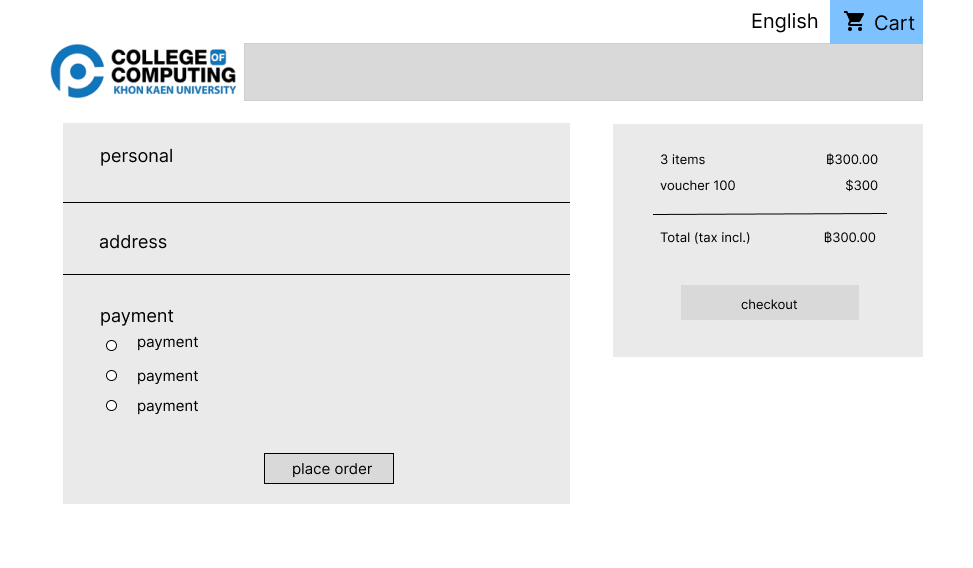 English
Cart
COLLEGE OF
COMPUTING
KHON KAEN UNIVERSITY
personal
address
payment
payment
payment
payment
place order
3 items ฿300.00
voucher 100 $300
Total (tax incl.) ฿300.00
checkout